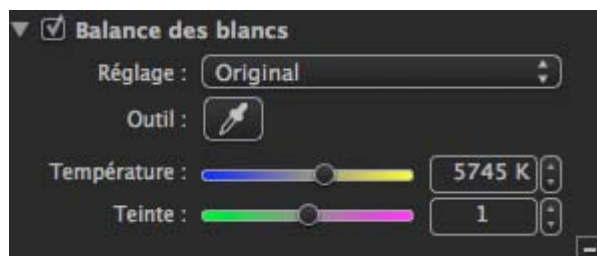 Balance des blancs
Réglage : Original
Outil :
Température : 5745 K
Teinte : 1